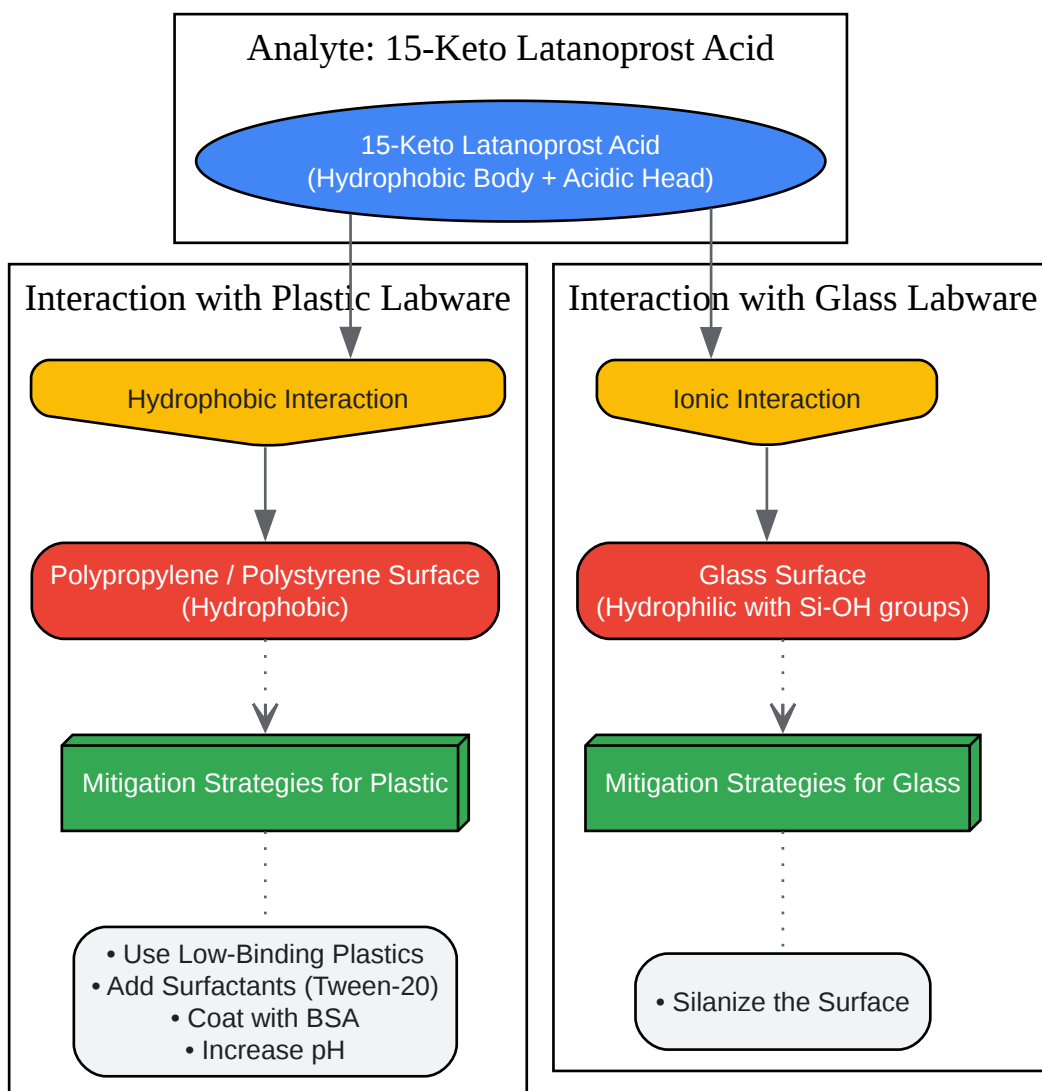 Analyte: 15-Keto Latanoprost Acid
15-Keto Latanoprost Acid
(Hydrophobic Body + Acidic Head)
Interaction with Plastic Labware
Hydrophobic Interaction
Polypropylene / Polystyrene Surface
(Hydrophobic)
Mitigation Strategies for Plastic
• Use Low-Binding Plastics
• Add Surfactants (Tween-20)
• Coat with BSA
• Increase pH
Interaction with Glass Labware
Ionic Interaction
Glass Surface
(Hydrophilic with Si-OH groups)
Mitigation Strategies for Glass
• Silanize the Surface